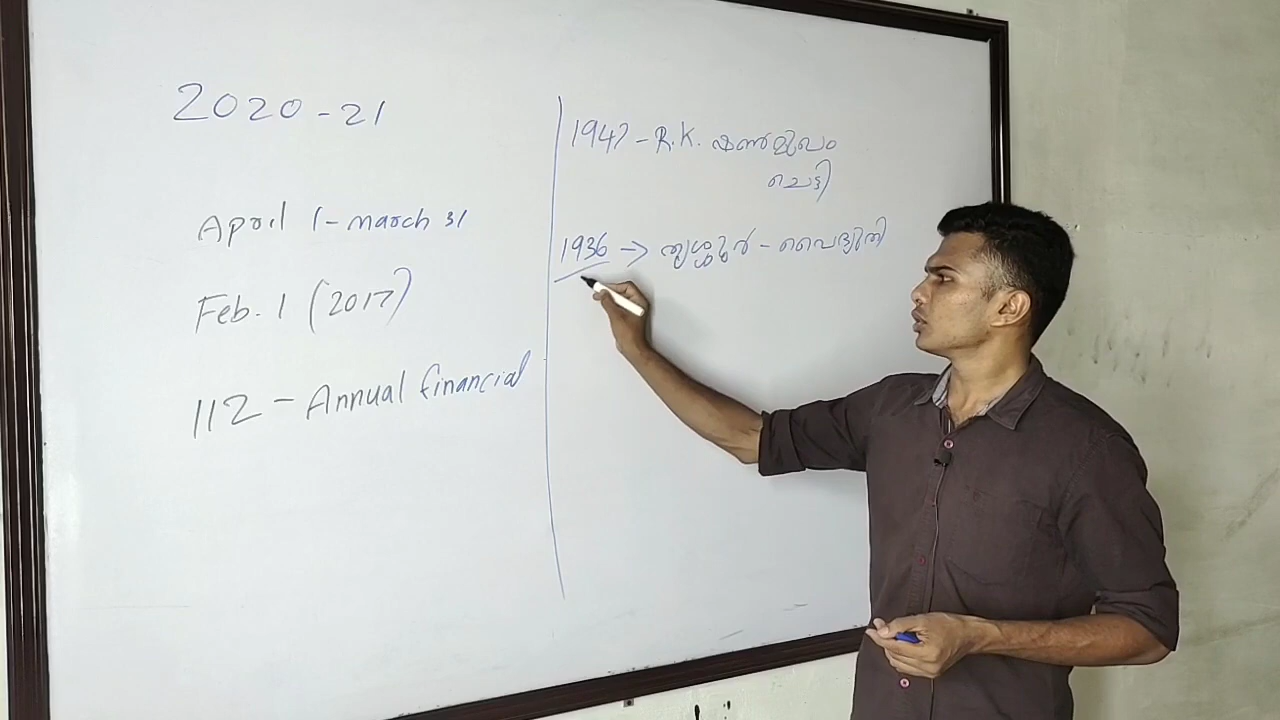 2020-21
April 1-march 31
Feb. 1 (2017)
112 - Annual financial
1947 - R.K. ഷൺമുഖം
ചെട്ടി
1936 → തൃശ്ശൂർ - വൈദ്യുതി